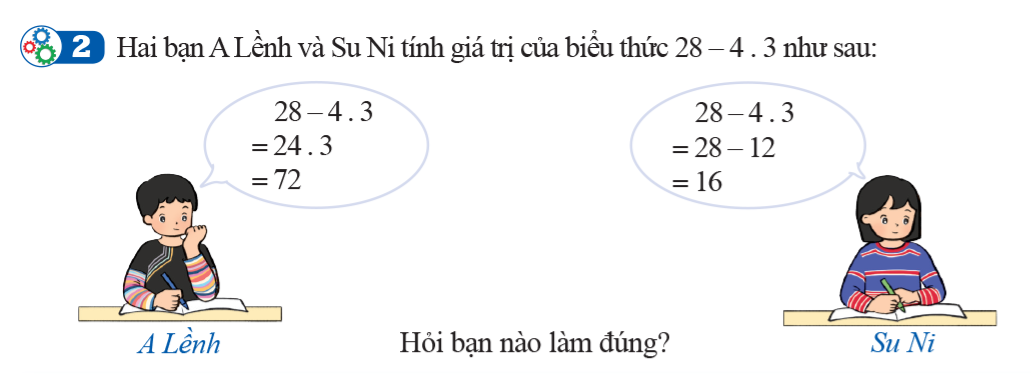 2 Hai bạn A Lềnh và Su Ni tính giá trị của biểu thức 28 – 4 . 3 như sau:
28 – 4 . 3
= 24 . 3
= 72
28 – 4 . 3
= 28 – 12
= 16
A Lềnh
Hỏi bạn nào làm đúng?
Su Ni